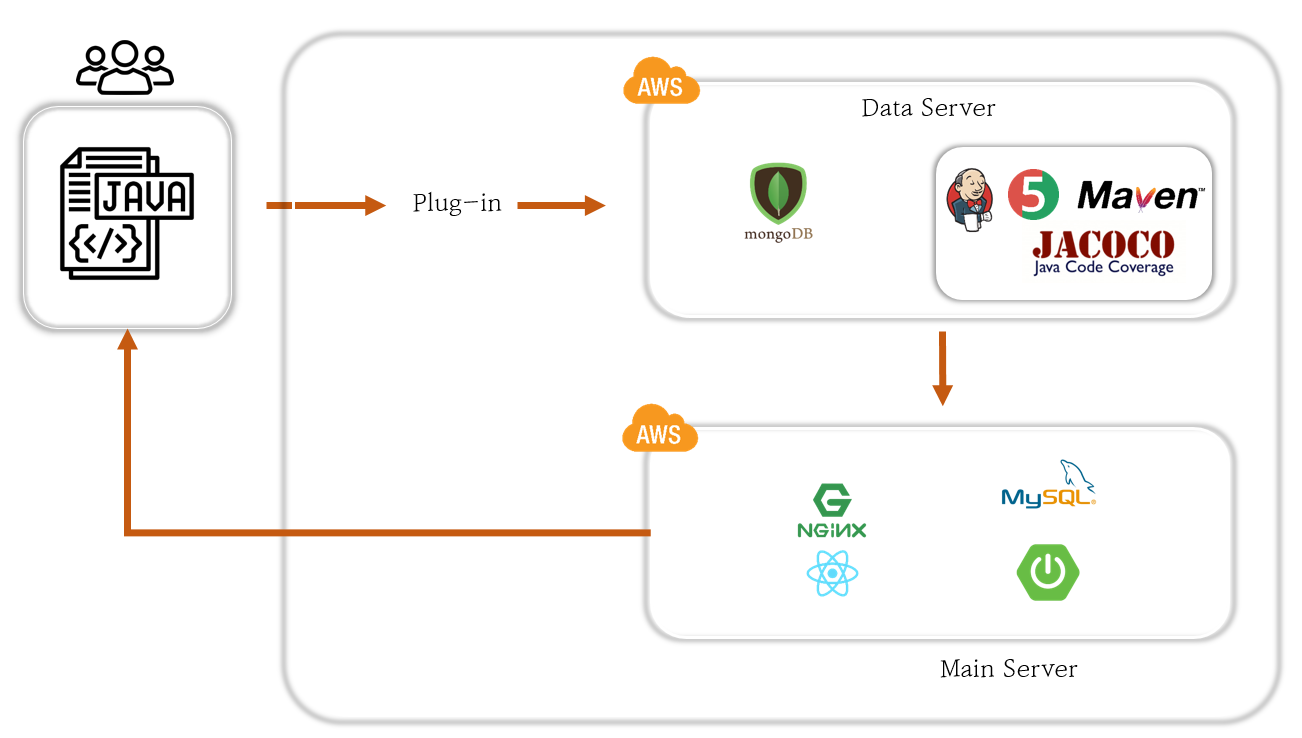 AWS
Data Server
JAVA
</>
Plug-in
mongoDB
5
Maven™
JACOCO
Java Code Coverage
AWS
NGiNX
MySQL®
Main Server